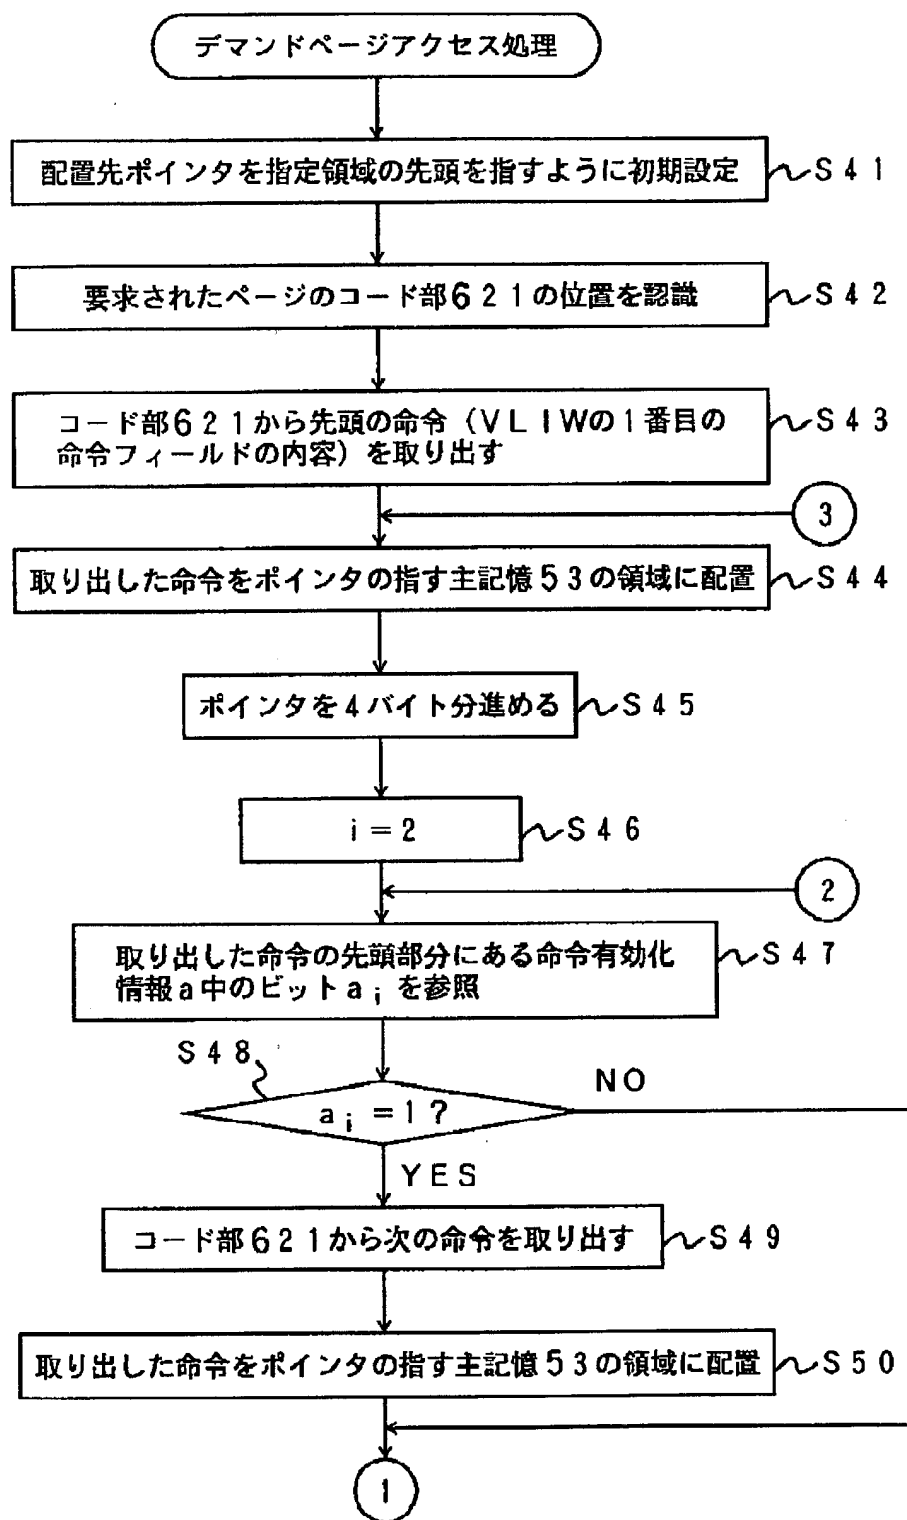 デマンドページアクセス処理
配置先ポインタを指定領域の先頭を指すように初期設定
S41
要求されたページのコード部621の位置を認識
S42
コード部621から先頭の命令（VLIWの1番目の
命令フィールドの内容）を取り出す
S43
3
取り出した命令をポインタの指す主記憶53の領域に配置
S44
ポインタを4バイト分進める
S45
i＝2
S46
2
取り出した命令の先頭部分にある命令有効化
情報a中のビットaiを参照
S47
S48
NO
ai＝1？
YES
コード部621から次の命令を取り出す
S49
取り出した命令をポインタの指す主記憶53の領域に配置
S50
1